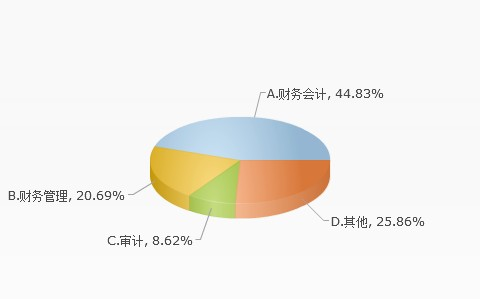 A.财务会计, 44.83%
B.财务管理, 20.69%
D.其他, 25.86%
C.审计, 8.62%